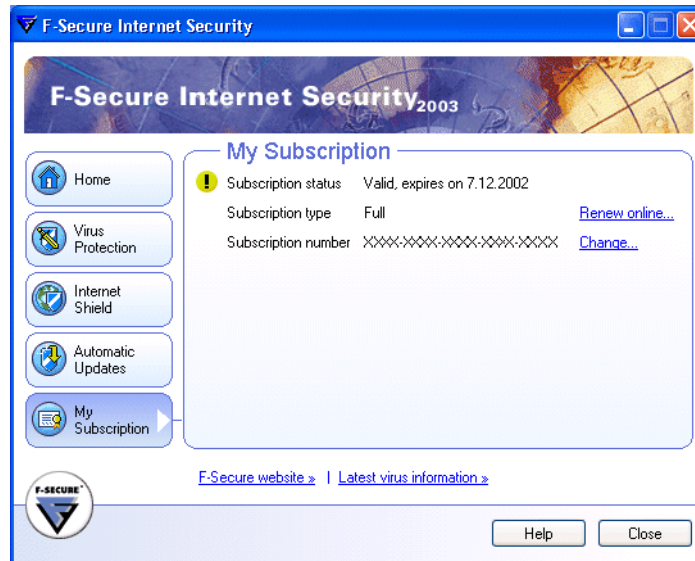 F-Secure Internet Security
F-Secure Internet Security 2003
Home
Virus
Protection
Internet
Shield
Automatic
Updates
My
Subscription
My Subscription
Subscription status Valid, expires on 7.12.2002
Subscription type Full Renew online...
Subscription number XXXX-XXXX-XXXX-XXXX-XXXX Change...
F-Secure website » | Latest virus information »
F-SECURE
Help Close